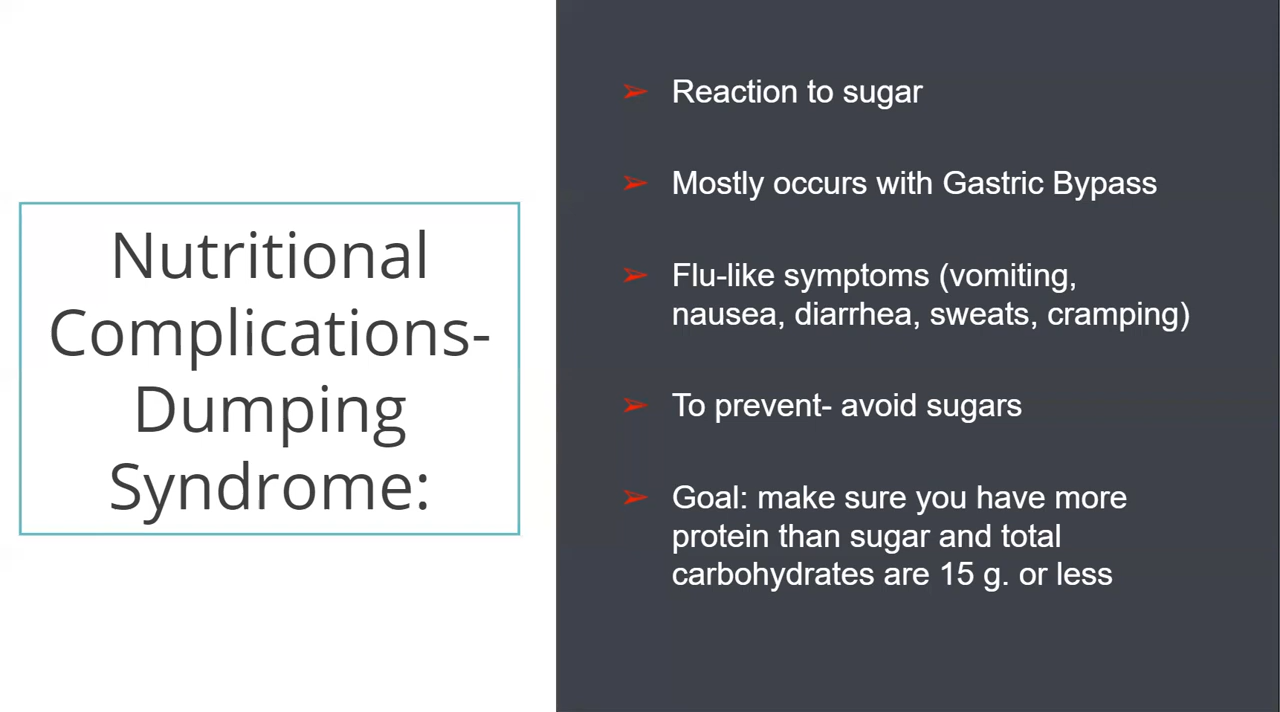 Nutritional
Complications-
Dumping
Syndrome:
➢ Reaction to sugar
➢ Mostly occurs with Gastric Bypass
➢ Flu-like symptoms (vomiting,
nausea, diarrhea, sweats, cramping)
➢ To prevent- avoid sugars
➢ Goal: make sure you have more
protein than sugar and total
carbohydrates are 15 g. or less